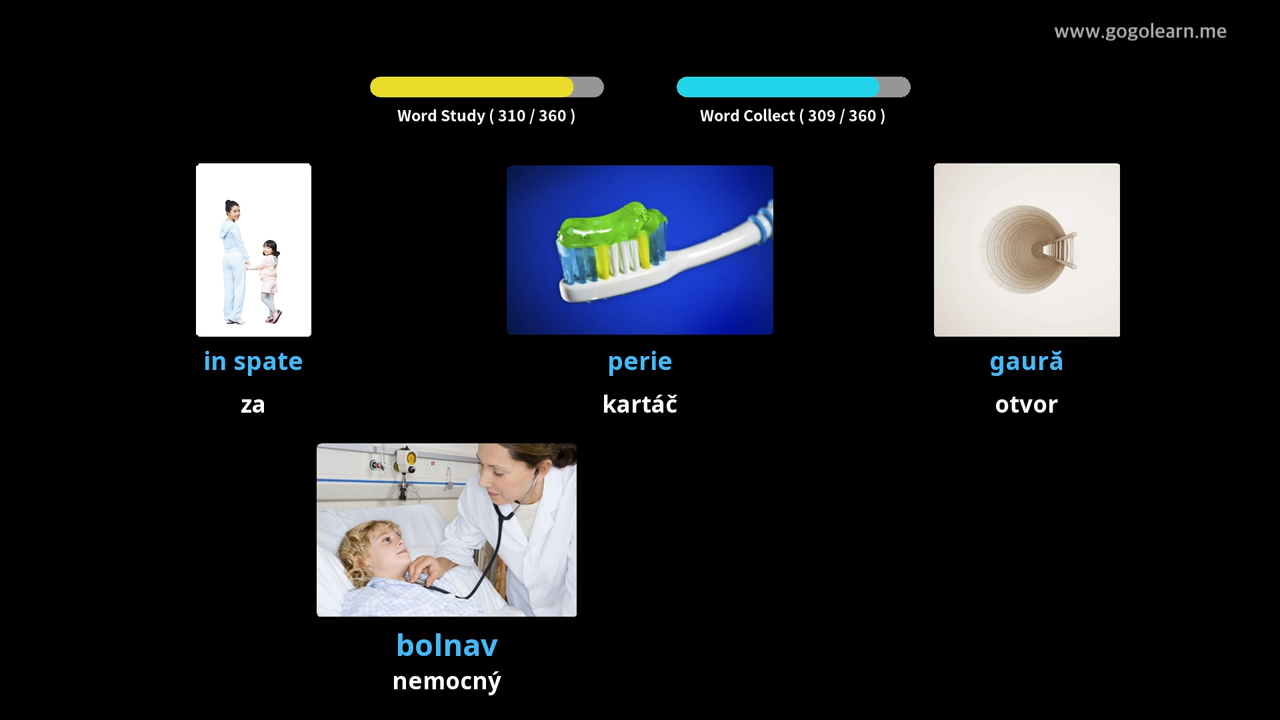 www.gogolearn.me
Word Study ( 310 / 360 )
Word Collect ( 309 / 360 )
in spate
perie
gaură
za
kartáč
otvor
bolnav
nemocný